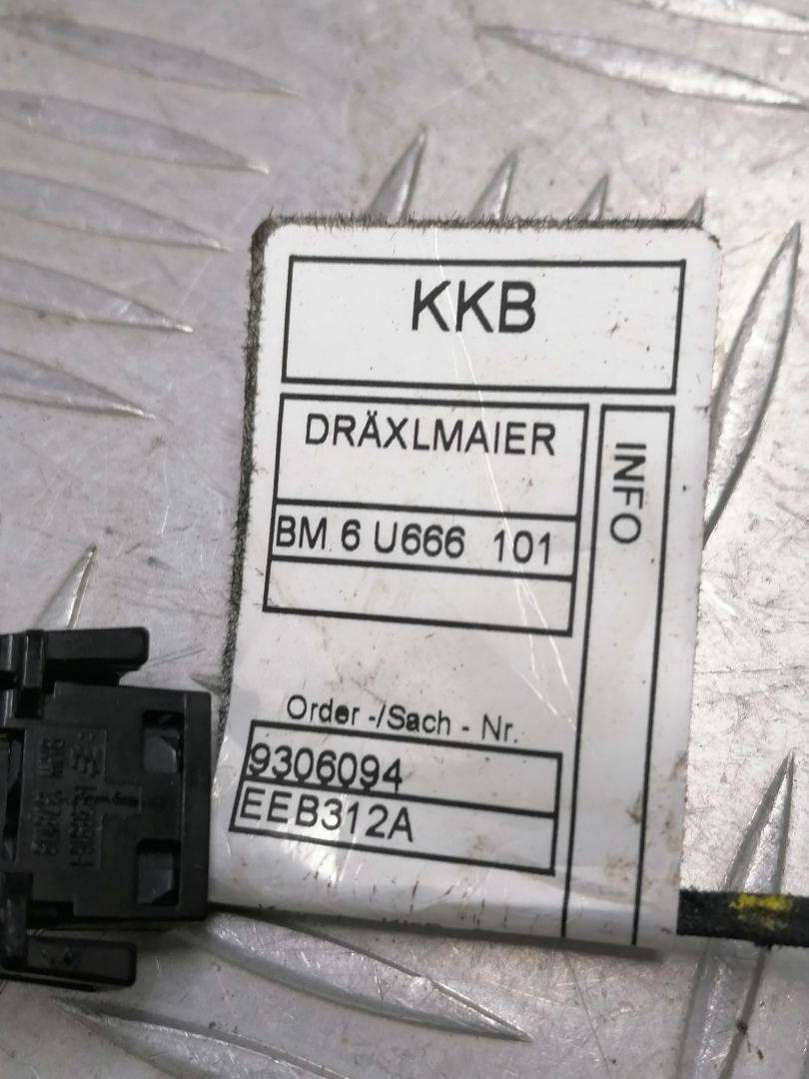 KKB
DRÄXLMAIER
INFO
BM 6 U666 101
Order -/Sach - Nr.
9306094
EEB312A